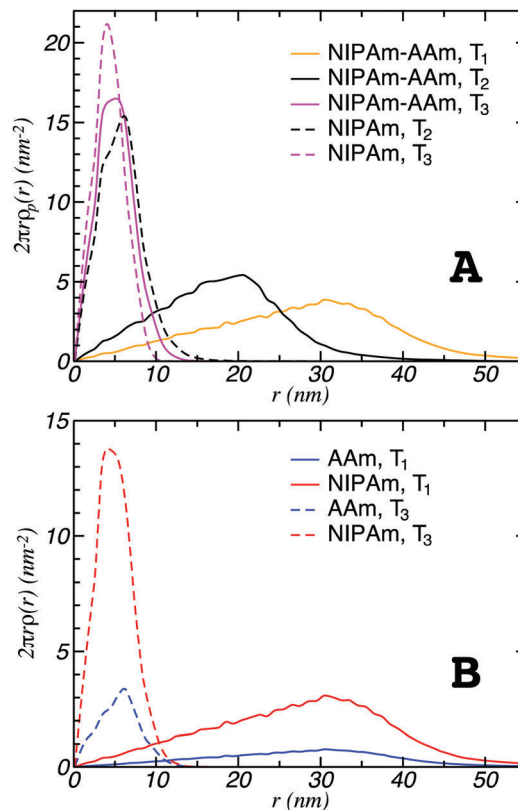 2πrρₚ(r) (nm⁻²)
20
15
10
5
0
NIPAm-AAm, T₁
NIPAm-AAm, T₂
NIPAm-AAm, T₃
NIPAm, T₂
NIPAm, T₃
A
0 10 20 30 40 50
r (nm)
2πrρ(r) (nm⁻²)
15
10
5
0
AAm, T₁
NIPAm, T₁
AAm, T₃
NIPAm, T₃
B
0 10 20 30 40 50
r (nm)